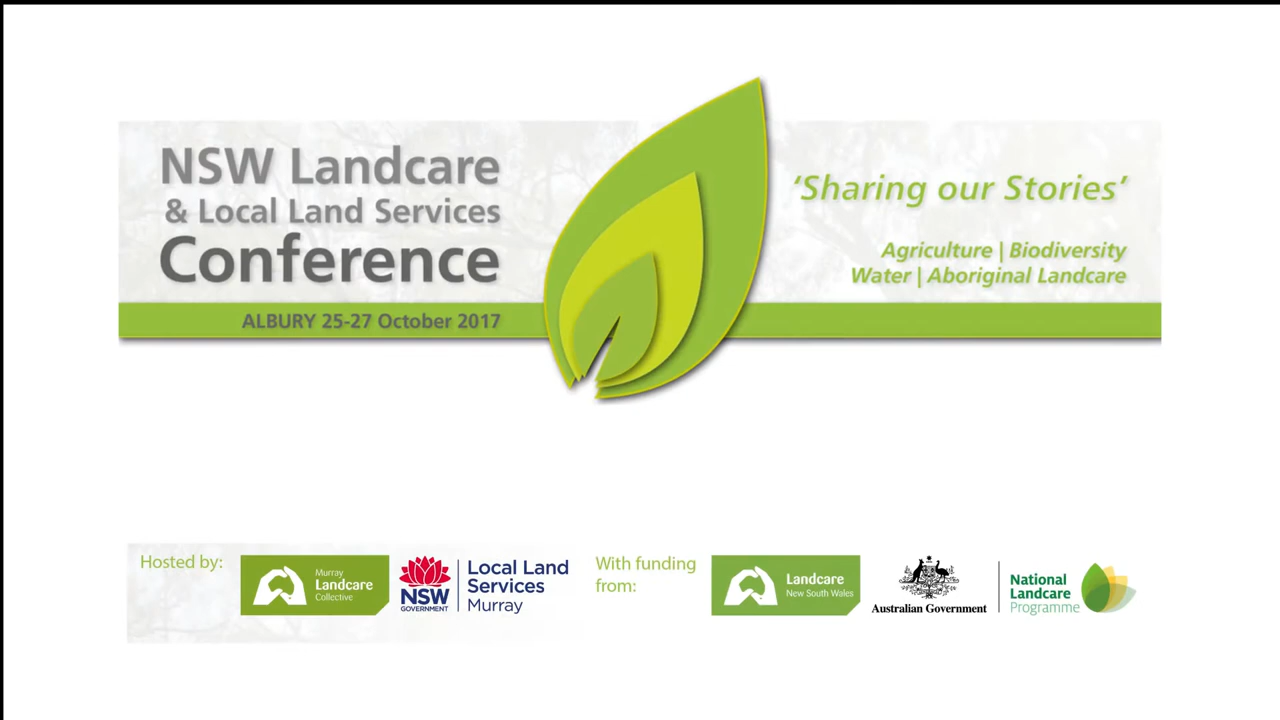 NSW Landcare
& Local Land Services
Conference
ALBURY 25-27 October 2017
‘Sharing our Stories’
Agriculture | Biodiversity
Water | Aboriginal Landcare
Hosted by:
Murray
Landcare
Collective
NSW
GOVERNMENT
Local Land
Services
Murray
With funding
from:
Landcare
New South Wales
Australian Government
National
Landcare
Programme